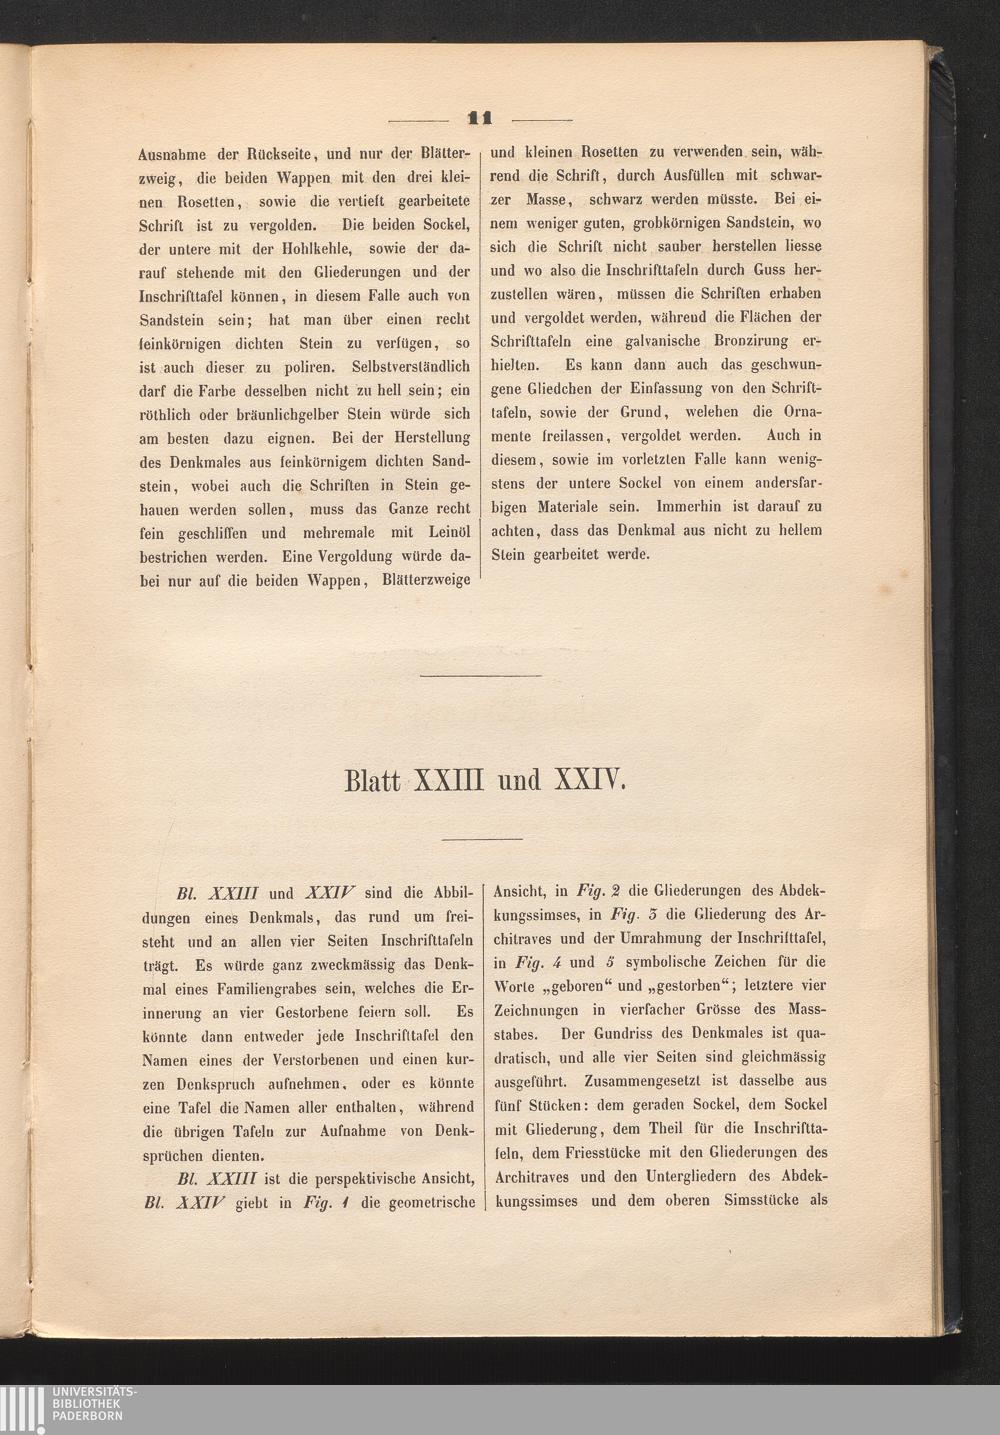 11
Ausnahme der Rückseite, und nur der Blätter-
zweig, die beiden Wappen mit den drei klei-
nen Rosetten, sowie die vertieft gearbeitete
Schrift ist zu vergolden. Die beiden Sockel,
der untere mit der Hohlkehle, sowie der da-
rauf stehende mit den Gliederungen und der
Inschrifttafel können, in diesem Falle auch von
Sandstein sein; hat man über einen recht
feinkörnigen dichten Stein zu verfügen, so
ist auch dieser zu poliren. Selbstverständlich
darf die Farbe desselben nicht zu hell sein; ein
röthlich oder bräunlichgelber Stein würde sich
am besten dazu eignen. Bei der Herstellung
des Denkmales aus feinkörnigem dichten Sand-
stein, wobei auch die Schriften in Stein ge-
hauen werden sollen, muss das Ganze recht
fein geschliffen und mehremale mit Leinöl
bestrichen werden. Eine Vergoldung würde da-
bei nur auf die beiden Wappen, Blätterzweige
und kleinen Rosetten zu verwenden sein, wäh-
rend die Schrift, durch Ausfüllen mit schwar-
zer Masse, schwarz werden müsste. Bei ei-
nem weniger guten, grobkörnigen Sandstein, wo
sich die Schrift nicht sauber herstellen liesse
und wo also die Inschrifttafeln durch Guss her-
zustellen wären, müssen die Schriften erhaben
und vergoldet werden, während die Flächen der
Schrifttafeln eine galvanische Bronzirung er-
hielten. Es kann dann auch das geschwun-
gene Gliedchen der Einfassung von den Schrift-
tafeln, sowie der Grund, welehen die Orna-
mente freilassen, vergoldet werden. Auch in
diesem, sowie im vorletzten Falle kann wenig-
stens der untere Sockel von einem andersfar-
bigen Materiale sein. Immerhin ist darauf zu
achten, dass das Denkmal aus nicht zu hellem
Stein gearbeitet werde.
Blatt XXIII und XXIV.
Bl. XXIII und XXIV sind die Abbil-
dungen eines Denkmals, das rund um frei-
steht und an allen vier Seiten Inschrifttafeln
trägt. Es würde ganz zweckmässig das Denk-
mal eines Familiengrabes sein, welches die Er-
innerung an vier Gestorbene feiern soll. Es
könnte dann entweder jede Inschrifttafel den
Namen eines der Verstorbenen und einen kur-
zen Denkspruch aufnehmen, oder es könnte
eine Tafel die Namen aller enthalten, während
die übrigen Tafeln zur Aufnahme von Denk-
sprüchen dienten.
Bl. XXIII ist die perspektivische Ansicht,
Bl. XXIV giebt in Fig. 1 die geometrische
Ansicht, in Fig. 2 die Gliederungen des Abdek-
kungssimses, in Fig. 3 die Gliederung des Ar-
chitraves und der Umrahmung der Inschrifttafel,
in Fig. 4 und 5 symbolische Zeichen für die
Worte „geboren“ und „gestorben“; letztere vier
Zeichnungen in vierfacher Grösse des Mass-
stabes. Der Gundriss des Denkmales ist qua-
dratisch, und alle vier Seiten sind gleichmässig
ausgeführt. Zusammengesetzt ist dasselbe aus
fünf Stücken: dem geraden Sockel, dem Sockel
mit Gliederung, dem Theil für die Inschriftta-
feln, dem Friesstücke mit den Gliederungen des
Architraves und den Untergliedern des Abdek-
kungssimses und dem oberen Simsstücke als
UNIVERSITÄTS-
BIBLIOTHEK
PADERBORN